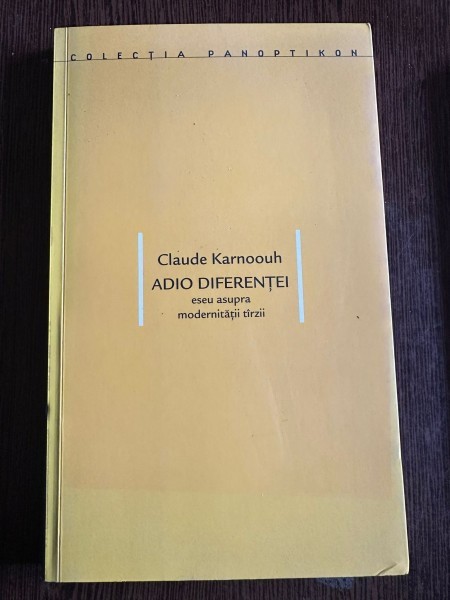 COLECȚIA PANOPTIKON
Claude Karnoouh
ADIO DIFERENȚEI
eseu asupra
modernității tîrzii